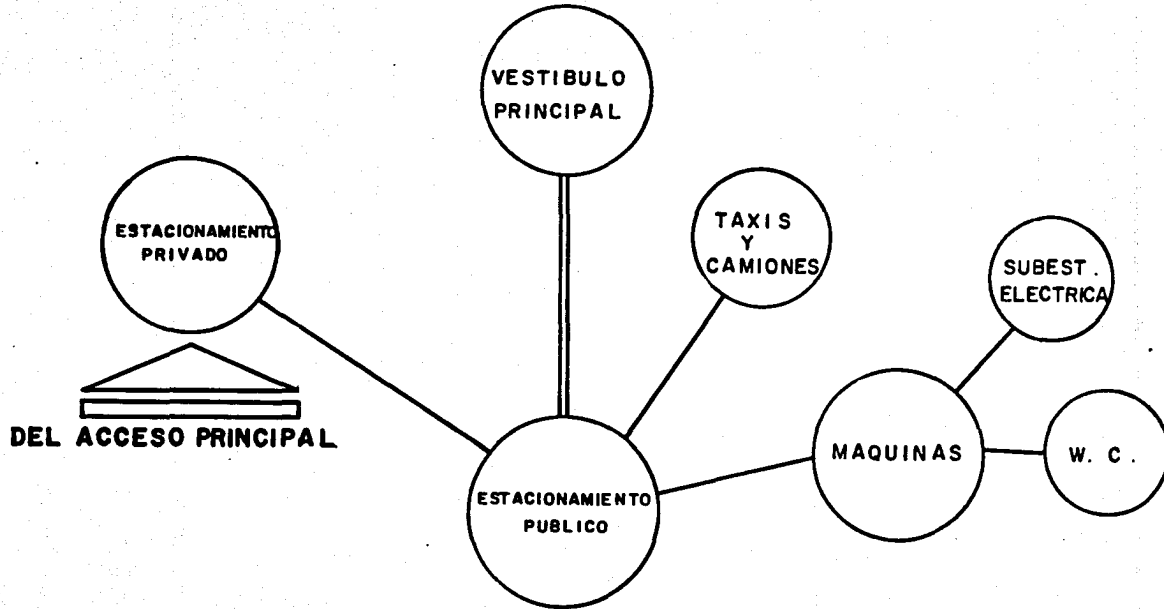 VESTIBULO
PRINCIPAL
ESTACIONAMIENTO
PRIVADO
TAXIS
Y
CAMIONES
SUBEST.
ELECTRICA
DEL ACCESO PRINCIPAL
MAQUINAS
W. C.
ESTACIONAMIENTO
PUBLICO